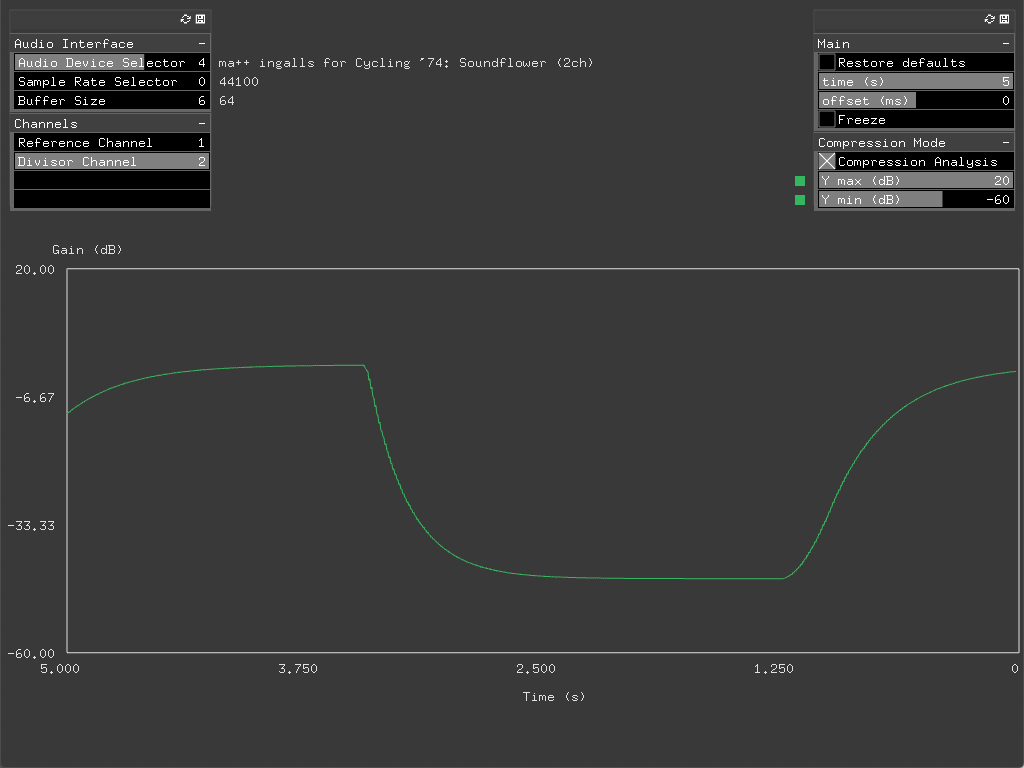 Audio Interface –
Audio Device Selector 4 ma++ ingalls for Cycling ´74: Soundflower (2ch)
Sample Rate Selector 0 44100
Buffer Size 6 64
Channels –
Reference Channel 1
Divisor Channel 2
Main –
Restore defaults
time (s) 5
offset (ms) 0
Freeze
Compression Mode –
Compression Analysis
Y max (dB) 20
Y min (dB) -60
Gain (dB)
20.00
-6.67
-33.33
-60.00
5.000 3.750 2.500 1.250 0
Time (s)